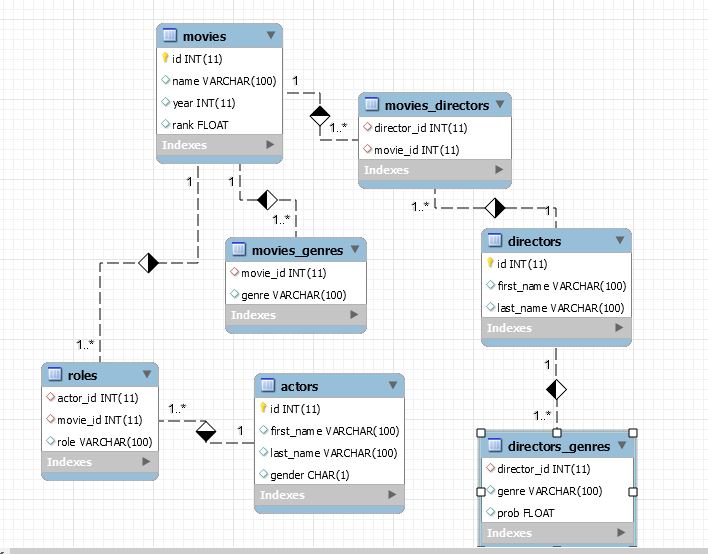 movies
id INT(11)
name VARCHAR(100)
year INT(11)
rank FLOAT
Indexes
1
1..*
movies_directors
director_id INT(11)
movie_id INT(11)
Indexes
1
1
1..*
1..*
1
movies_genres
movie_id INT(11)
genre VARCHAR(100)
Indexes
directors
id INT(11)
first_name VARCHAR(100)
last_name VARCHAR(100)
Indexes
1..*
roles
actor_id INT(11)
movie_id INT(11)
role VARCHAR(100)
Indexes
1..*
1
actors
id INT(11)
first_name VARCHAR(100)
last_name VARCHAR(100)
gender CHAR(1)
Indexes
1
1..*
directors_genres
director_id INT(11)
genre VARCHAR(100)
prob FLOAT
Indexes